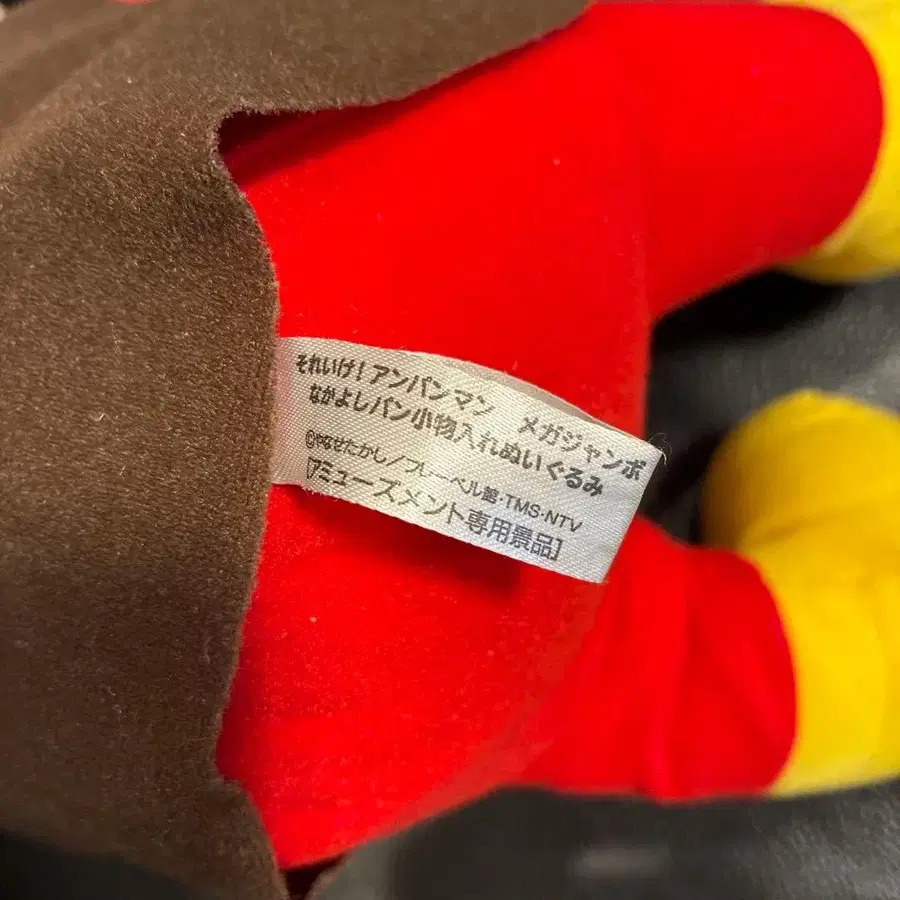 それいけ！アンパンマン　メガジャンボ
なかよしパン小物入れぬいぐるみ
©やなせたかし／フレーベル館・TMS・NTV
[アミューズメント専用景品]